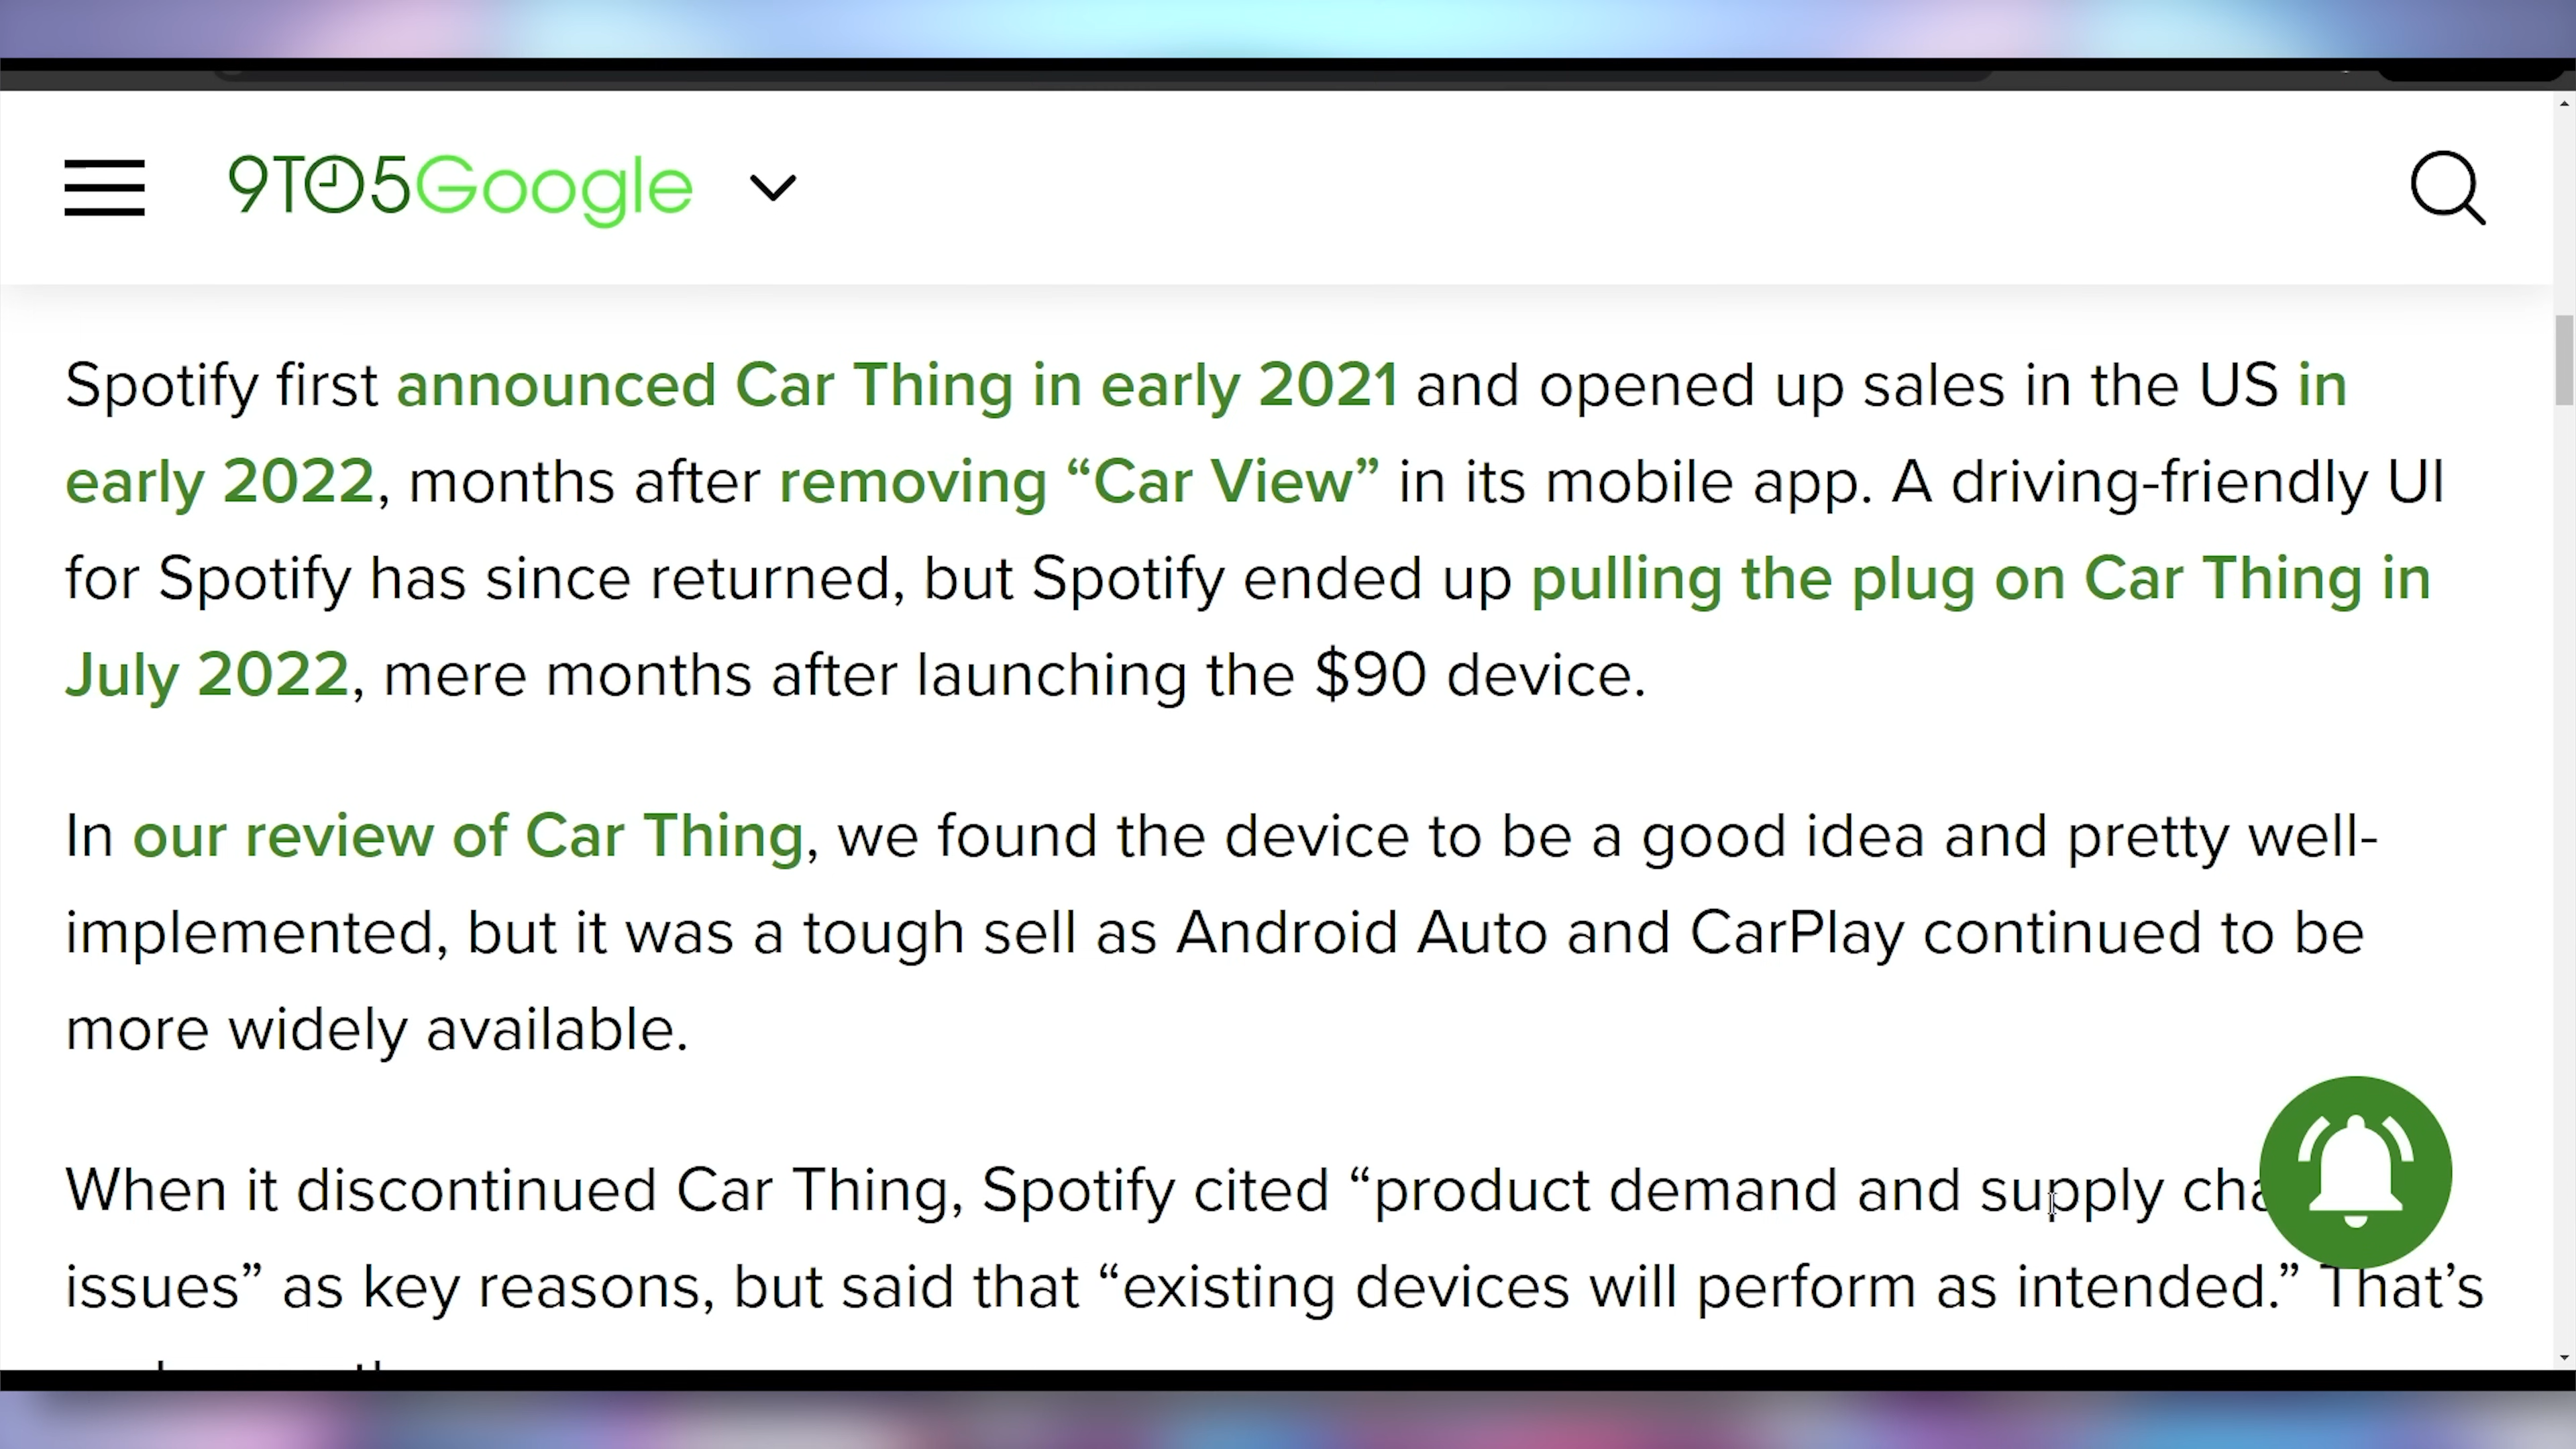 9TO5Google
Spotify first announced Car Thing in early 2021 and opened up sales in the US in
early 2022, months after removing “Car View” in its mobile app. A driving-friendly UI
for Spotify has since returned, but Spotify ended up pulling the plug on Car Thing in
July 2022, mere months after launching the $90 device.
In our review of Car Thing, we found the device to be a good idea and pretty well-
implemented, but it was a tough sell as Android Auto and CarPlay continued to be
more widely available.
When it discontinued Car Thing, Spotify cited “product demand and supply
issues” as key reasons, but said that “existing devices will perform as intended.” That’s